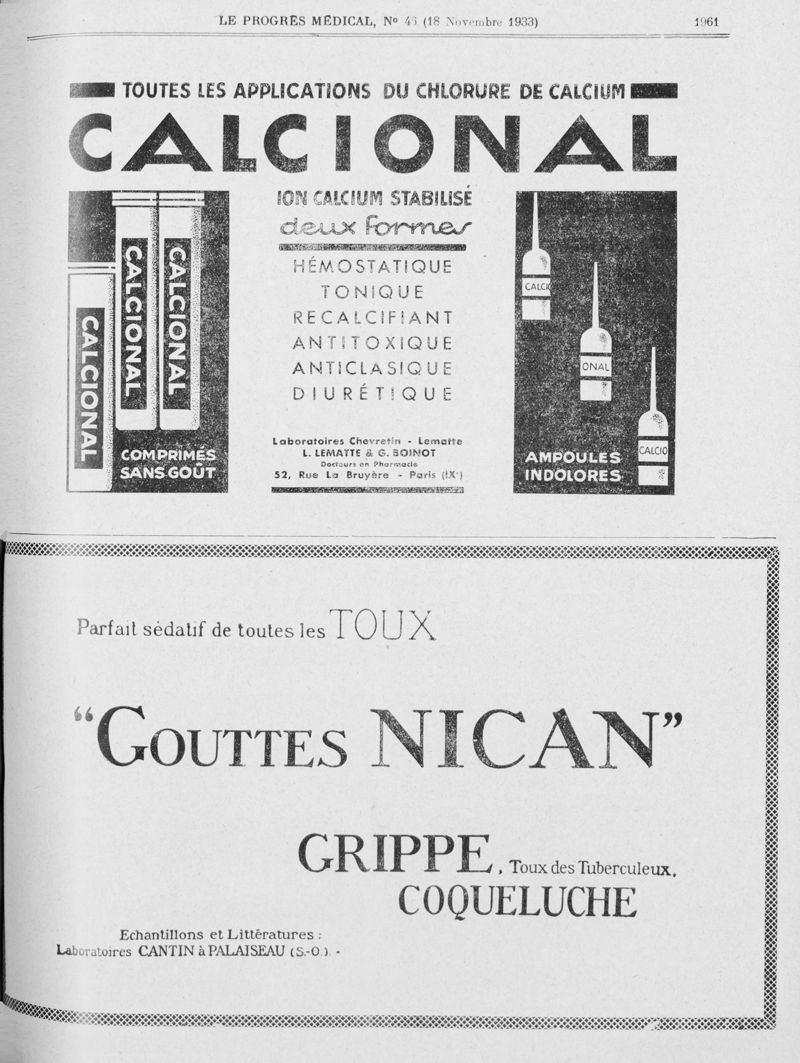 LE PROGRÈS MÉDICAL, Nº 46 (18 Novembre 1933) 1961
TOUTES LES APPLICATIONS DU CHLORURE DE CALCIUM
CALCIONAL
ION CALCIUM STABILISÉ
deux formes
HÉMOSTATIQUE
TONIQUE
RECALCIFIANT
ANTITOXIQUE
ANTICLASIQUE
DIURÉTIQUE
Laboratoires Chevretin - Lematte
L. LEMATTE & G. BOINOT
Docteurs en Pharmacie
52, Rue La Bruyère - Paris (IXe)
CALCIONAL
CALCIONAL
CALCIONAL
COMPRIMÉS
SANS GOÛT
CALCIO
ONAL
CALCIO
AMPOULES
INDOLORES
Parfait sédatif de toutes les TOUX
“GOUTTES NICAN”
GRIPPE, Toux des Tuberculeux,
COQUELUCHE
Echantillons et Littératures :
Laboratoires CANTIN à PALAISEAU (S.-O.). -